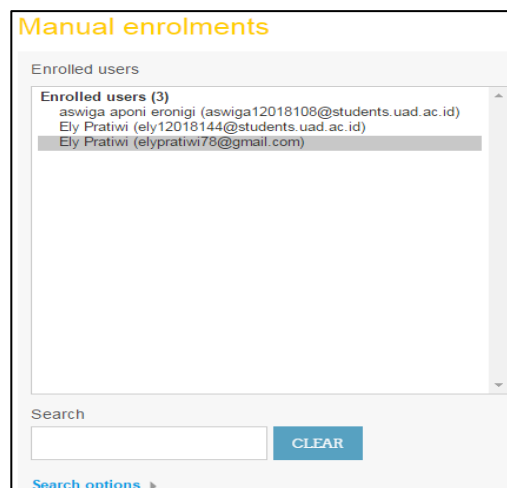 Manual enrolments
Enrolled users
Enrolled users (3)
aswiga aponi eronigi (aswiga12018108@students.uad.ac.id)
Ely Pratiwi (ely12018144@students.uad.ac.id)
Ely Pratiwi (elypratiwi78@gmail.com)
Search
CLEAR
Search options